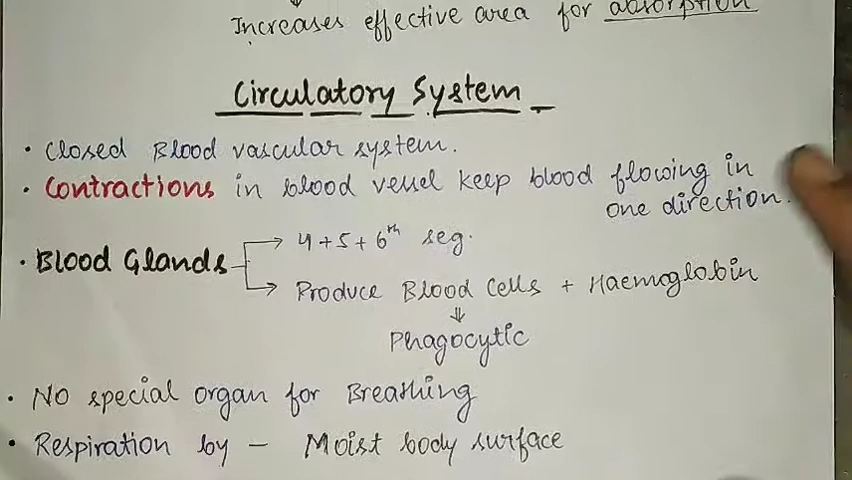 Increases effective area for absorption
Circulatory System
• Closed Blood vascular system.
• Contractions in blood vessel keep blood flowing in
one direction.
• Blood Glands → 4+5+6th seg.
→ Produce Blood Cells + Haemoglobin
⇓
Phagocytic
• No special organ for Breathing
• Respiration by – Moist body surface